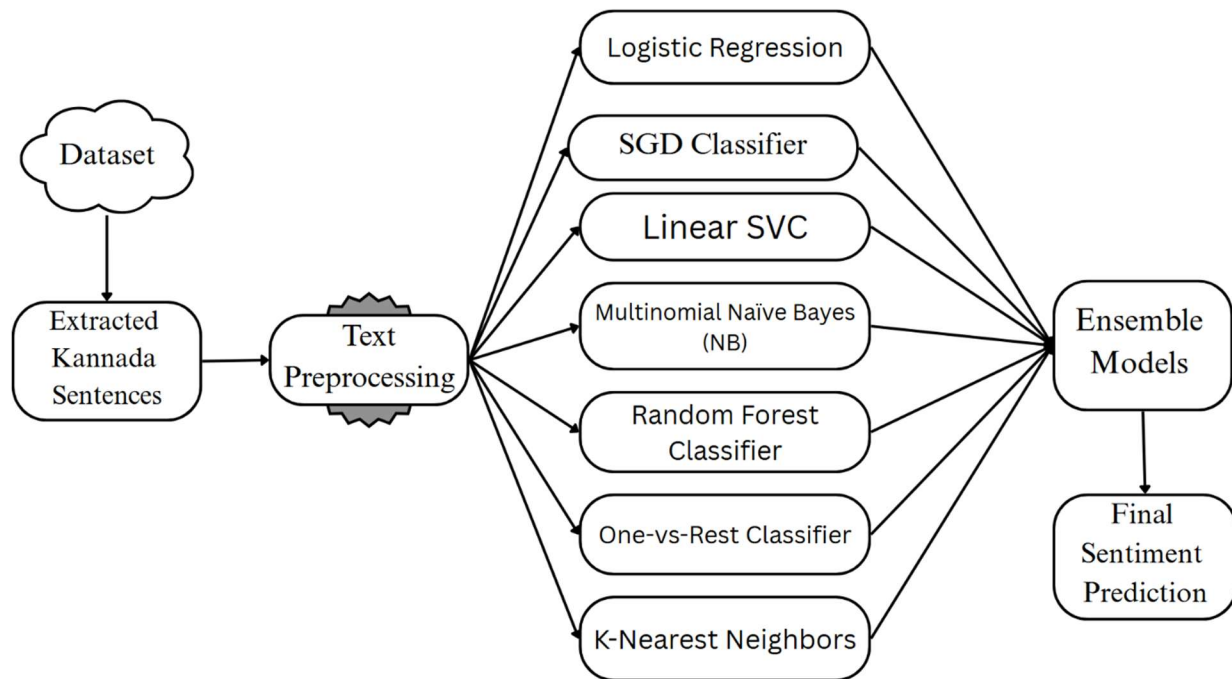 Dataset
Extracted
Kannada
Sentences
Text
Preprocessing
Logistic Regression
SGD Classifier
Linear SVC
Multinomial Naïve Bayes
(NB)
Random Forest
Classifier
One-vs-Rest Classifier
K-Nearest Neighbors
Ensemble
Models
Final
Sentiment
Prediction